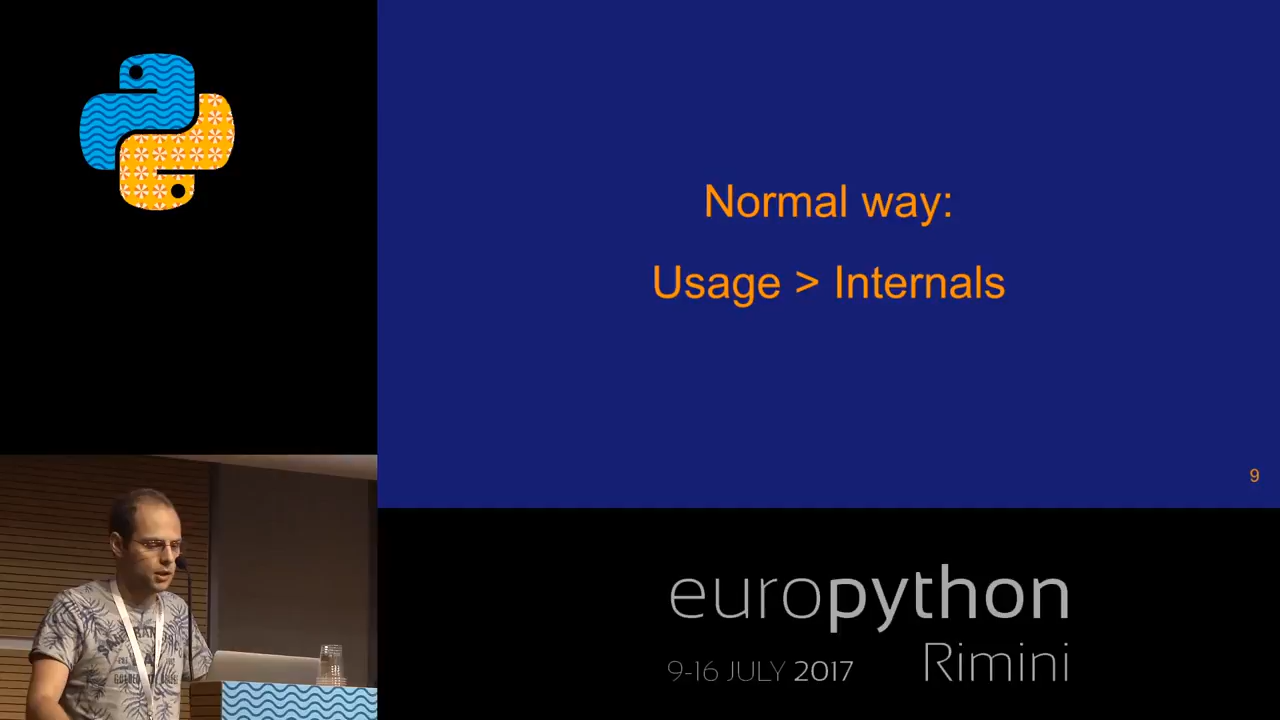 Normal way:
Usage > Internals
9
europython
Rimini
9-16 JULY 2017